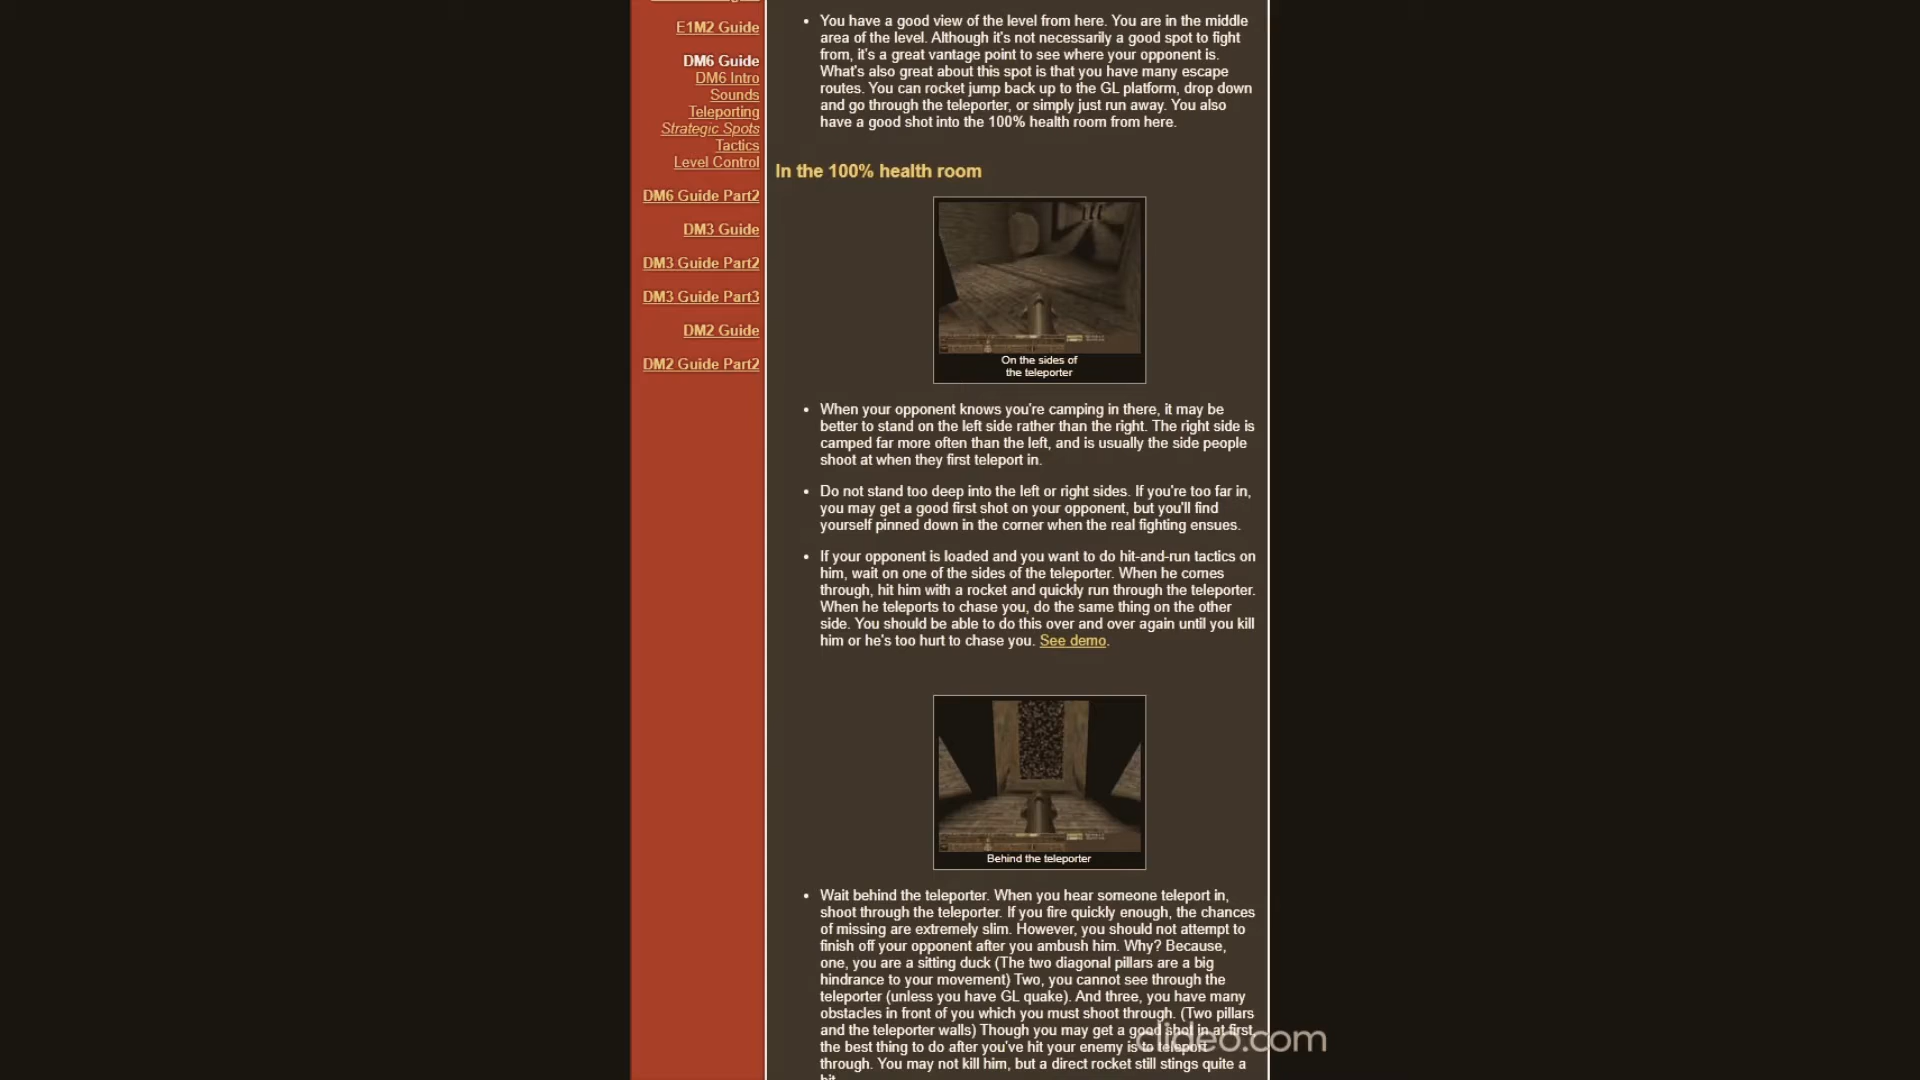 E1M2 Guide
DM6 Guide
DM6 Intro
Sounds
Teleporting
Strategic Spots
Tactics
Level Control
DM6 Guide Part2
DM3 Guide
DM3 Guide Part2
DM3 Guide Part3
DM2 Guide
DM2 Guide Part2
• You have a good view of the level from here. You are in the middle
area of the level. Although it's not necessarily a good spot to fight
from, it's a great vantage point to see where your opponent is.
What's also great about this spot is that you have many escape
routes. You can rocket jump back up to the GL platform, drop down
and go through the teleporter, or simply just run away. You also
have a good shot into the 100% health room from here.
In the 100% health room
On the sides of
the teleporter
• When your opponent knows you're camping in there, it may be
better to stand on the left side rather than the right. The right side is
camped far more often than the left, and is usually the side people
shoot at when they first teleport in.
• Do not stand too deep into the left or right sides. If you're too far in,
you may get a good first shot on your opponent, but you'll find
yourself pinned down in the corner when the real fighting ensues.
• If your opponent is loaded and you want to do hit-and-run tactics on
him, wait on one of the sides of the teleporter. When he comes
through, hit him with a rocket and quickly run through the teleporter.
When he teleports to chase you, do the same thing on the other
side. You should be able to do this over and over again until you kill
him or he's too hurt to chase you. See demo.
Behind the teleporter
• Wait behind the teleporter. When you hear someone teleport in,
shoot through the teleporter. If you fire quickly enough, the chances
of missing are extremely slim. However, you should not attempt to
finish off your opponent after you ambush him. Why? Because,
one, you are a sitting duck (The two diagonal pillars are a big
hindrance to your movement) Two, you cannot see through the
teleporter (unless you have GL quake). And three, you have many
obstacles in front of you which you must shoot through. (Two pillars
and the teleporter walls) Though you may get a good shot in at first,
the best thing to do after you've hit your enemy is to teleport
through. You may not kill him, but a direct rocket still stings quite a
clideo.com